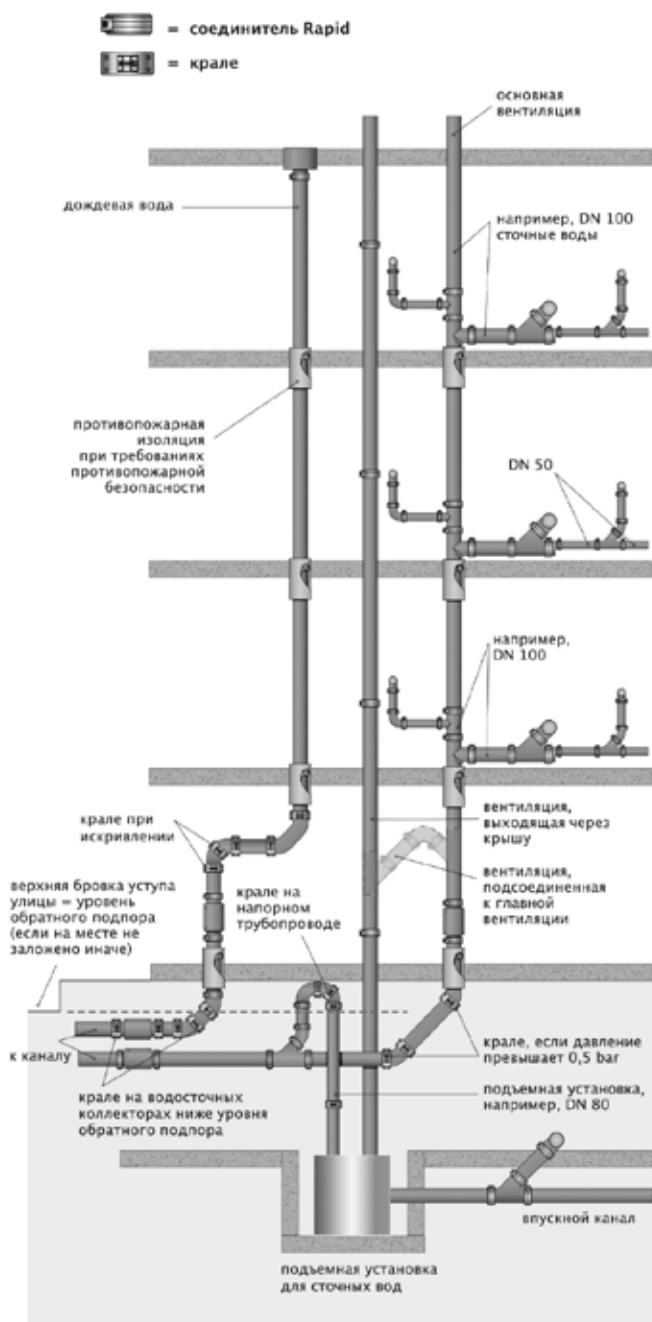 = соединитель Rapid
= крале
основная
вентиляция
дождевая вода
например, DN 100
сточные воды
противопожарная
изоляция
при требованиях
противопожарной
безопасности
DN 50
например,
DN 100
крале при
искривлении
вентиляция,
выходящая через
крышу
верхняя бровка уступа
улицы = уровень
обратного подпора
(если на месте не
заложено иначе)
крале на
напорном
трубопроводе
вентиляция,
подсоединенная
к главной
вентиляции
к каналу
крале, если давление
превышает 0,5 bar
крале на водосточных
коллекторах ниже уровня
обратного подпора
подъемная установка,
например, DN 80
впускной канал
подъемная установка
для сточных вод